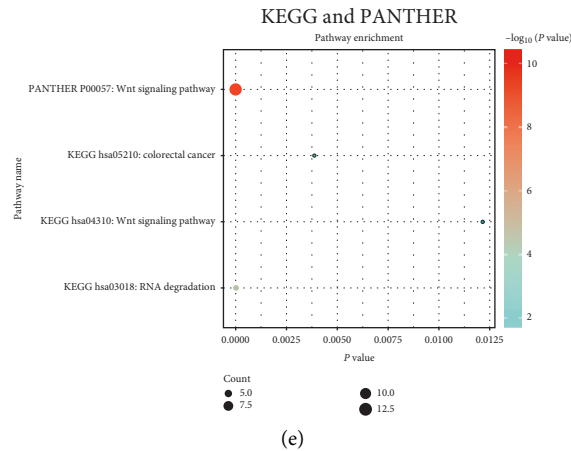 KEGG and PANTHER
Pathway enrichment
–log10 (P value)
Pathway name
PANTHER P00057: Wnt signaling pathway
KEGG hsa05210: colorectal cancer
KEGG hsa04310: Wnt signaling pathway
KEGG hsa03018: RNA degradation
10
8
6
4
2
0.0000 0.0025 0.0050 0.0075 0.0100 0.0125
P value
Count
5.0 10.0
7.5 12.5
(e)